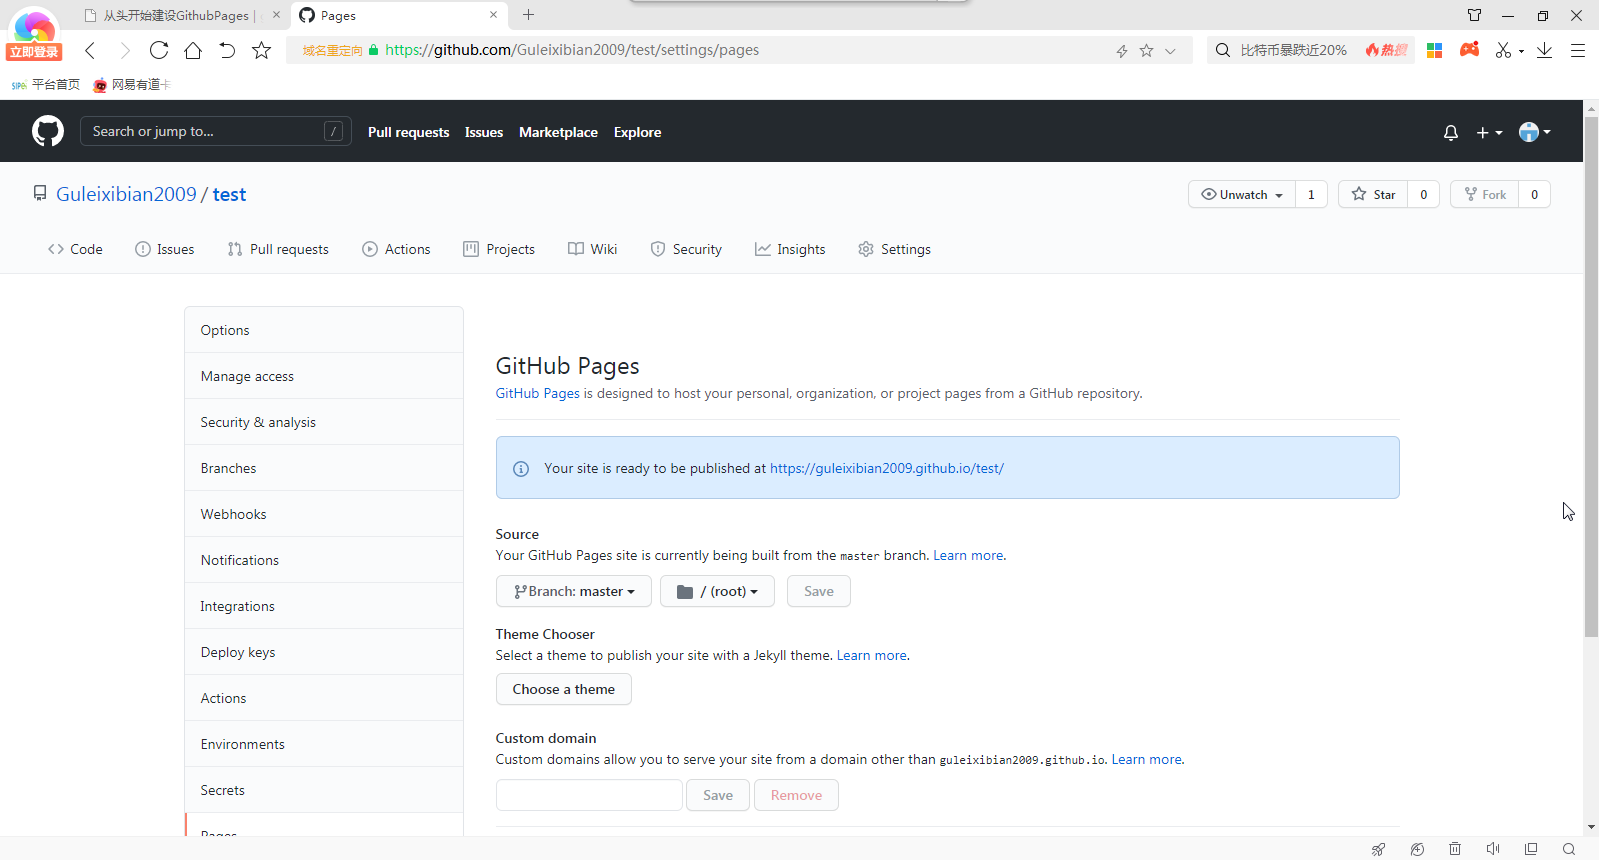 从头开始建设GithubPages |
Pages
立即登录
域名重定向 https://github.com/Guleixibian2009/test/settings/pages
比特币暴跌近20% 热搜
平台首页 网易有道卡
Search or jump to... /
Pull requests Issues Marketplace Explore
Guleixibian2009 / test
Unwatch 1 Star 0 Fork 0
Code Issues Pull requests Actions Projects Wiki Security Insights Settings
Options
Manage access
Security & analysis
Branches
Webhooks
Notifications
Integrations
Deploy keys
Actions
Environments
Secrets
Pages
GitHub Pages
GitHub Pages is designed to host your personal, organization, or project pages from a GitHub repository.
Your site is ready to be published at https://guleixibian2009.github.io/test/
Source
Your GitHub Pages site is currently being built from the master branch. Learn more.
Branch: master / (root) Save
Theme Chooser
Select a theme to publish your site with a Jekyll theme. Learn more.
Choose a theme
Custom domain
Custom domains allow you to serve your site from a domain other than guleixibian2009.github.io. Learn more.
Save Remove